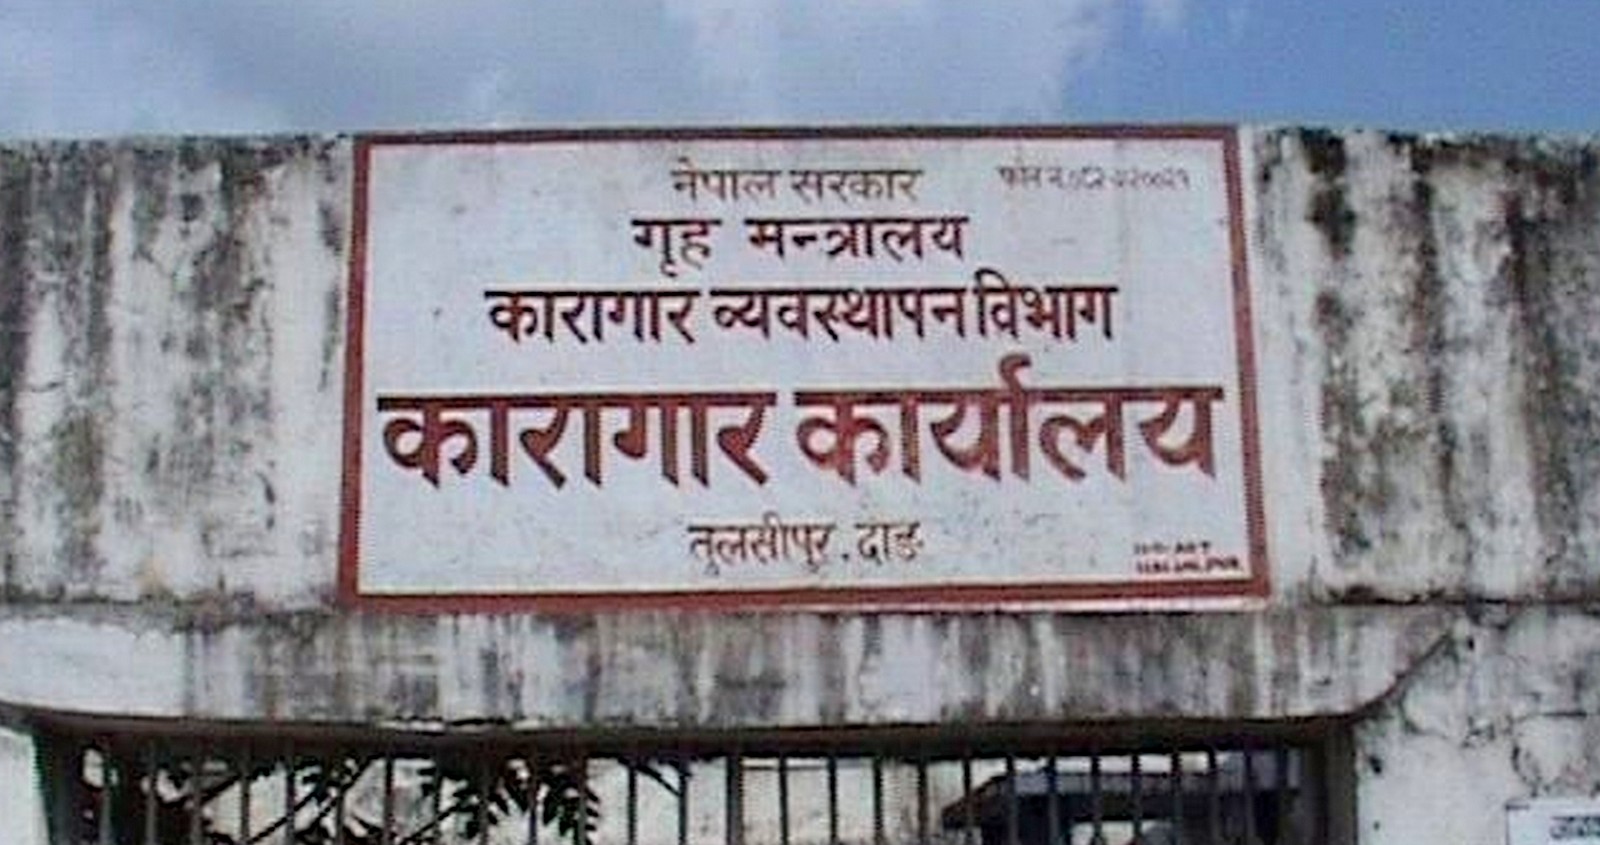 नेपाल सरकार
फोन नं.
गृह मन्त्रालय
कारागार व्यवस्थापन विभाग
कारागार कार्यालय
तुलसीपुर, दाङ